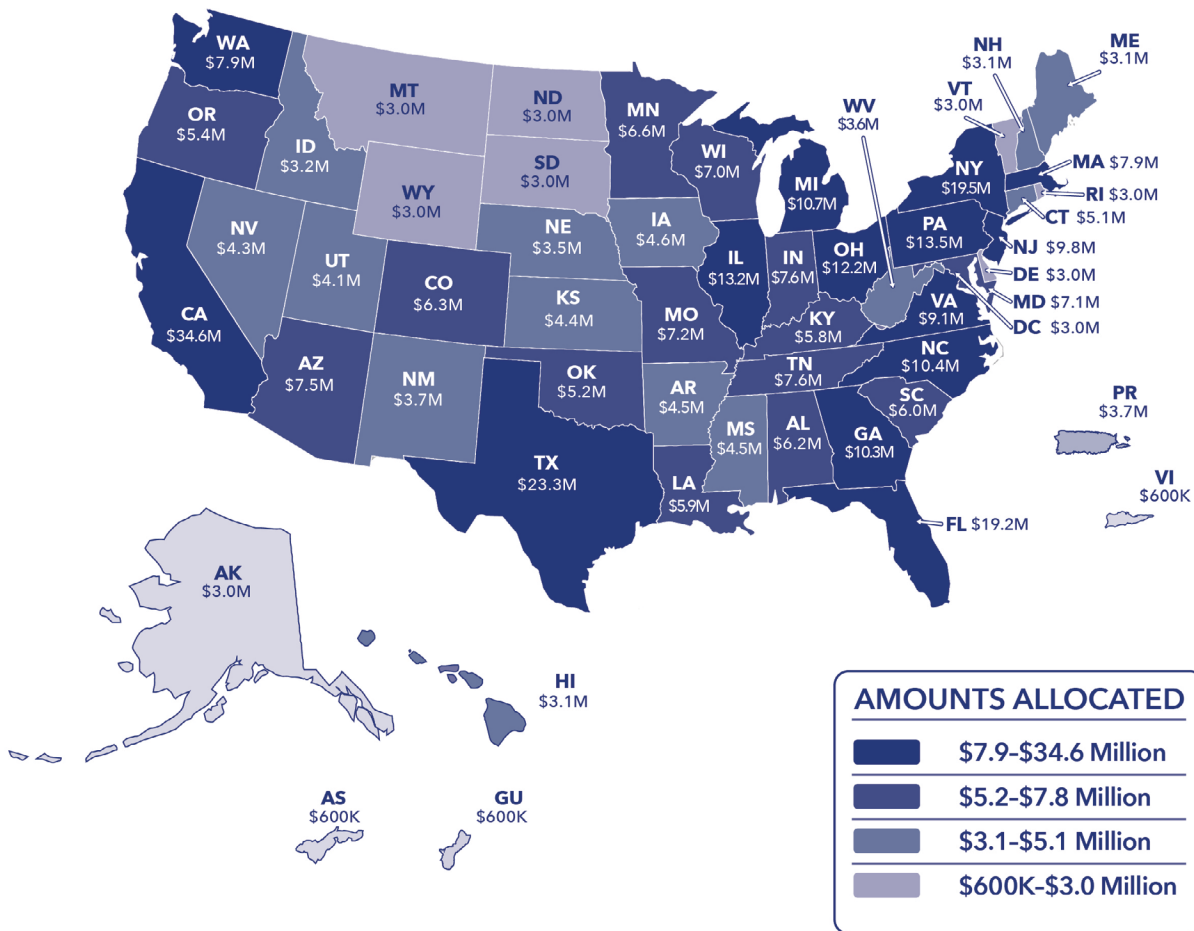 WA
$7.9M
OR
$5.4M
CA
$34.6M
ID
$3.2M
NV
$4.3M
MT
$3.0M
WY
$3.0M
UT
$4.1M
AZ
$7.5M
CO
$6.3M
NM
$3.7M
ND
$3.0M
SD
$3.0M
NE
$3.5M
KS
$4.4M
OK
$5.2M
TX
$23.3M
MN
$6.6M
IA
$4.6M
MO
$7.2M
AR
$4.5M
LA
$5.9M
WI
$7.0M
IL
$13.2M
MS
$4.5M
MI
$10.7M
IN
$7.6M
OH
$12.2M
KY
$5.8M
TN
$7.6M
AL
$6.2M
GA
$10.3M
FL $19.2M
SC
$6.0M
NC
$10.4M
VA
$9.1M
WV
$3.6M
PA
$13.5M
NY
$19.5M
VT
$3.0M
NH
$3.1M
ME
$3.1M
MA $7.9M
RI $3.0M
CT $5.1M
NJ $9.8M
DE $3.0M
MD $7.1M
DC $3.0M
PR
$3.7M
VI
$600K
AK
$3.0M
HI
$3.1M
AS
$600K
GU
$600K
AMOUNTS ALLOCATED
$7.9–$34.6 Million
$5.2–$7.8 Million
$3.1–$5.1 Million
$600K–$3.0 Million